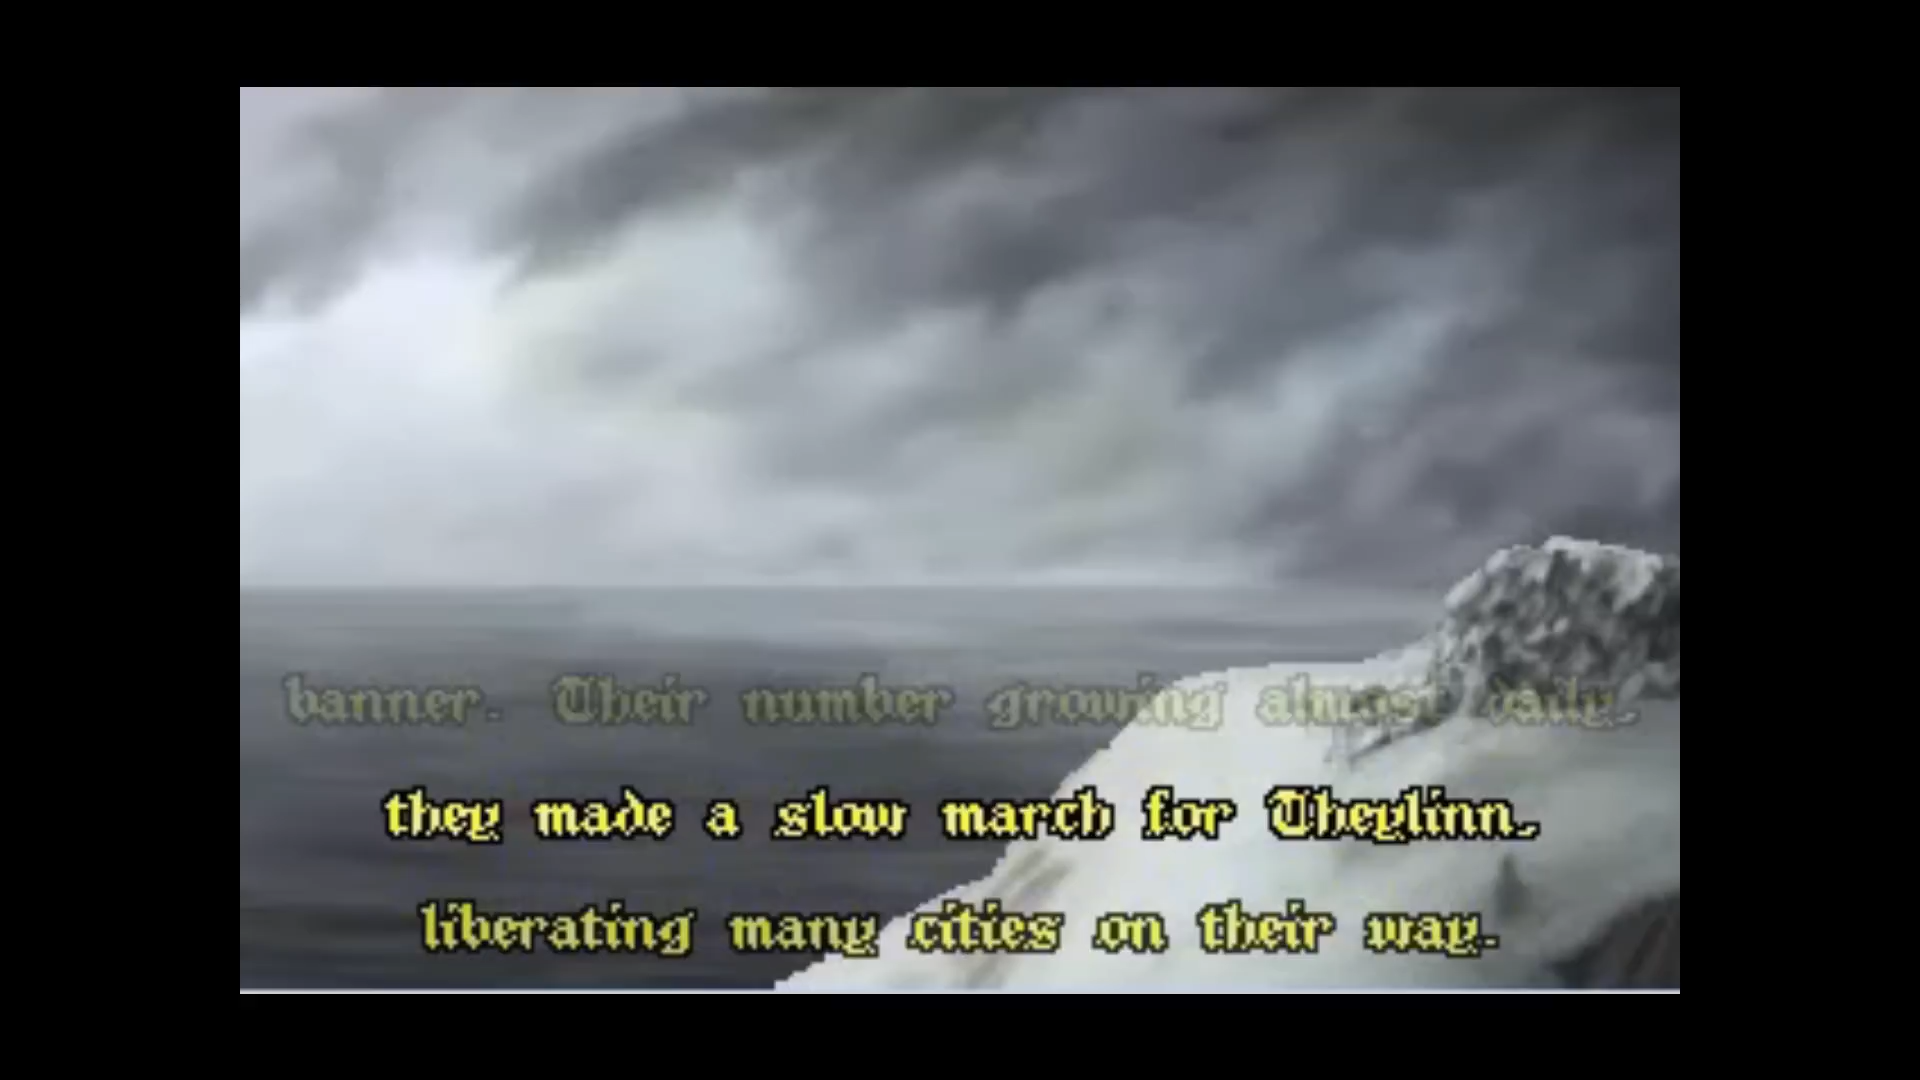 banner. Their number growing almost daily,
they made a slow march for Theylinn,
liberating many cities on their way.